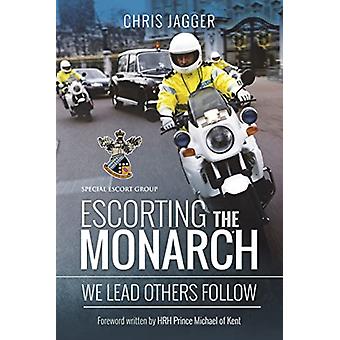 CHRIS JAGGER
SPECIAL ESCORT GROUP
ESCORTING THE
MONARCH
WE LEAD OTHERS FOLLOW
Foreword written by HRH Prince Michael of Kent